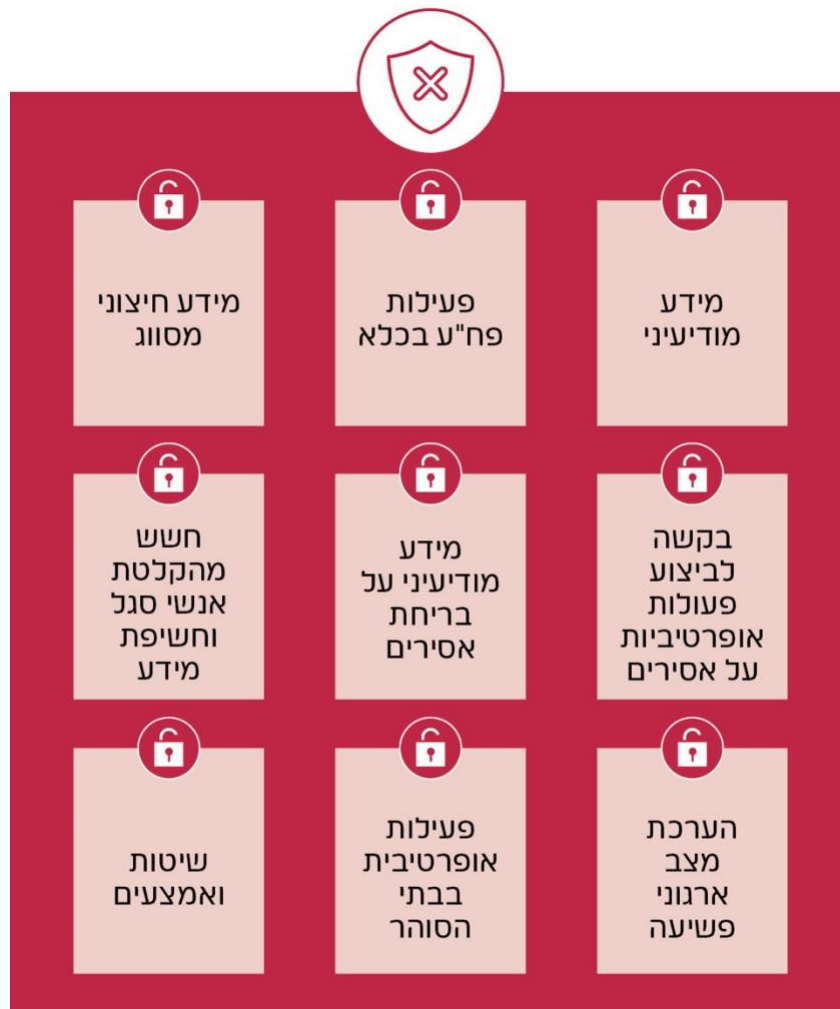 מידע
מודיעיני
פעילות
פח"ע בכלא
מידע חיצוני
מסווג
בקשה
לביצוע
פעולות
אופרטיביות
על אסירים
מידע
מודיעיני על
בריחת
אסירים
חשש
מהקלטת
אנשי סגל
וחשיפת
מידע
הערכת
מצב
ארגוני
פשיעה
פעילות
אופרטיבית
בבתי
הסוהר
שיטות
ואמצעים